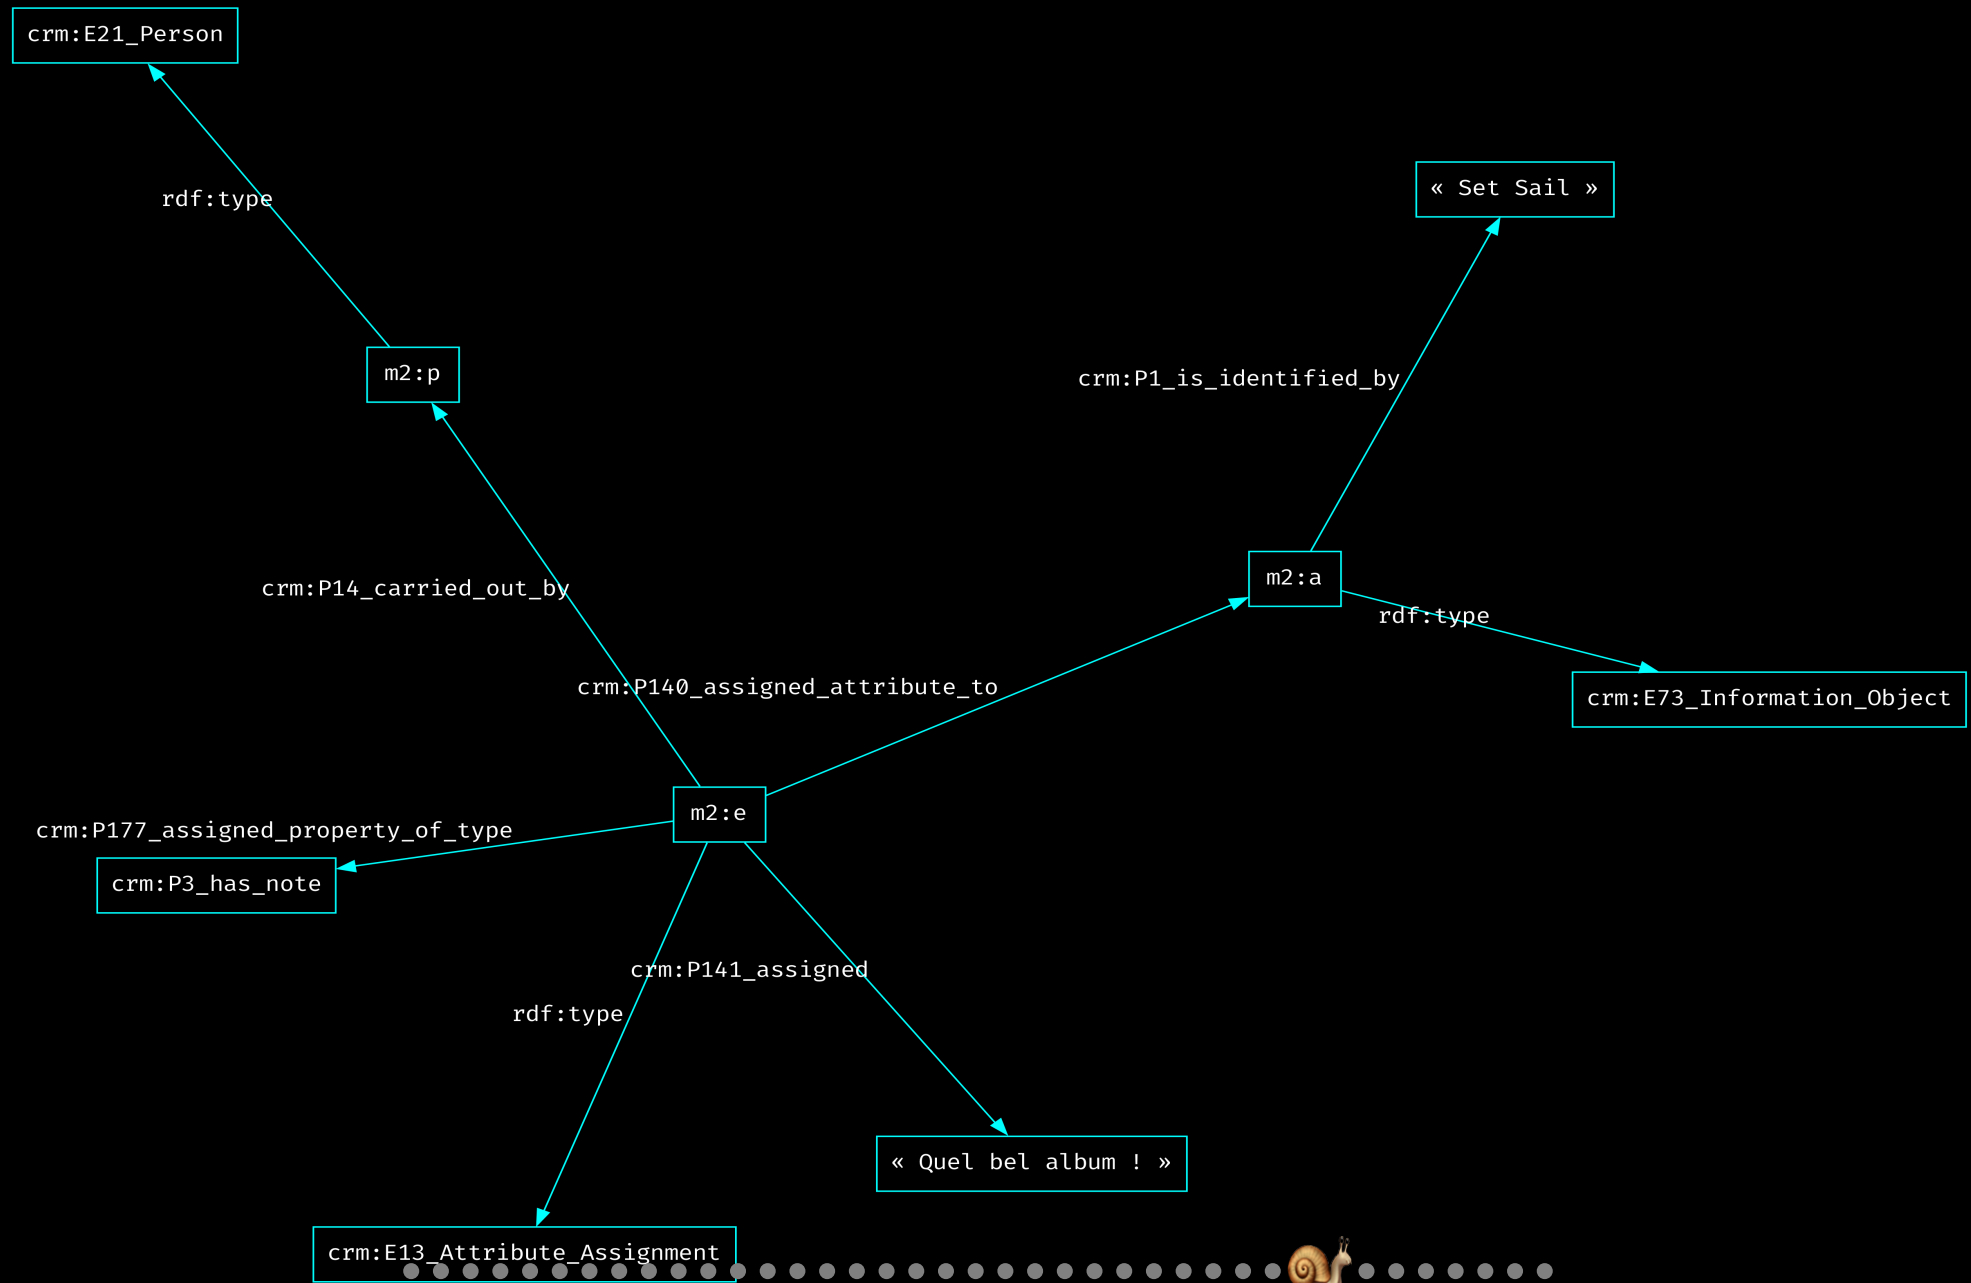 crm:E21_Person
« Set Sail »
rdf:type
m2:p
crm:P1_is_identified_by
m2:a
crm:P14_carried_out_by
rdf:type
crm:P140_assigned_attribute_to
crm:E73_Information_Object
m2:e
crm:P177_assigned_property_of_type
crm:P3_has_note
crm:P141_assigned
rdf:type
« Quel bel album ! »
crm:E13_Attribute_Assignment